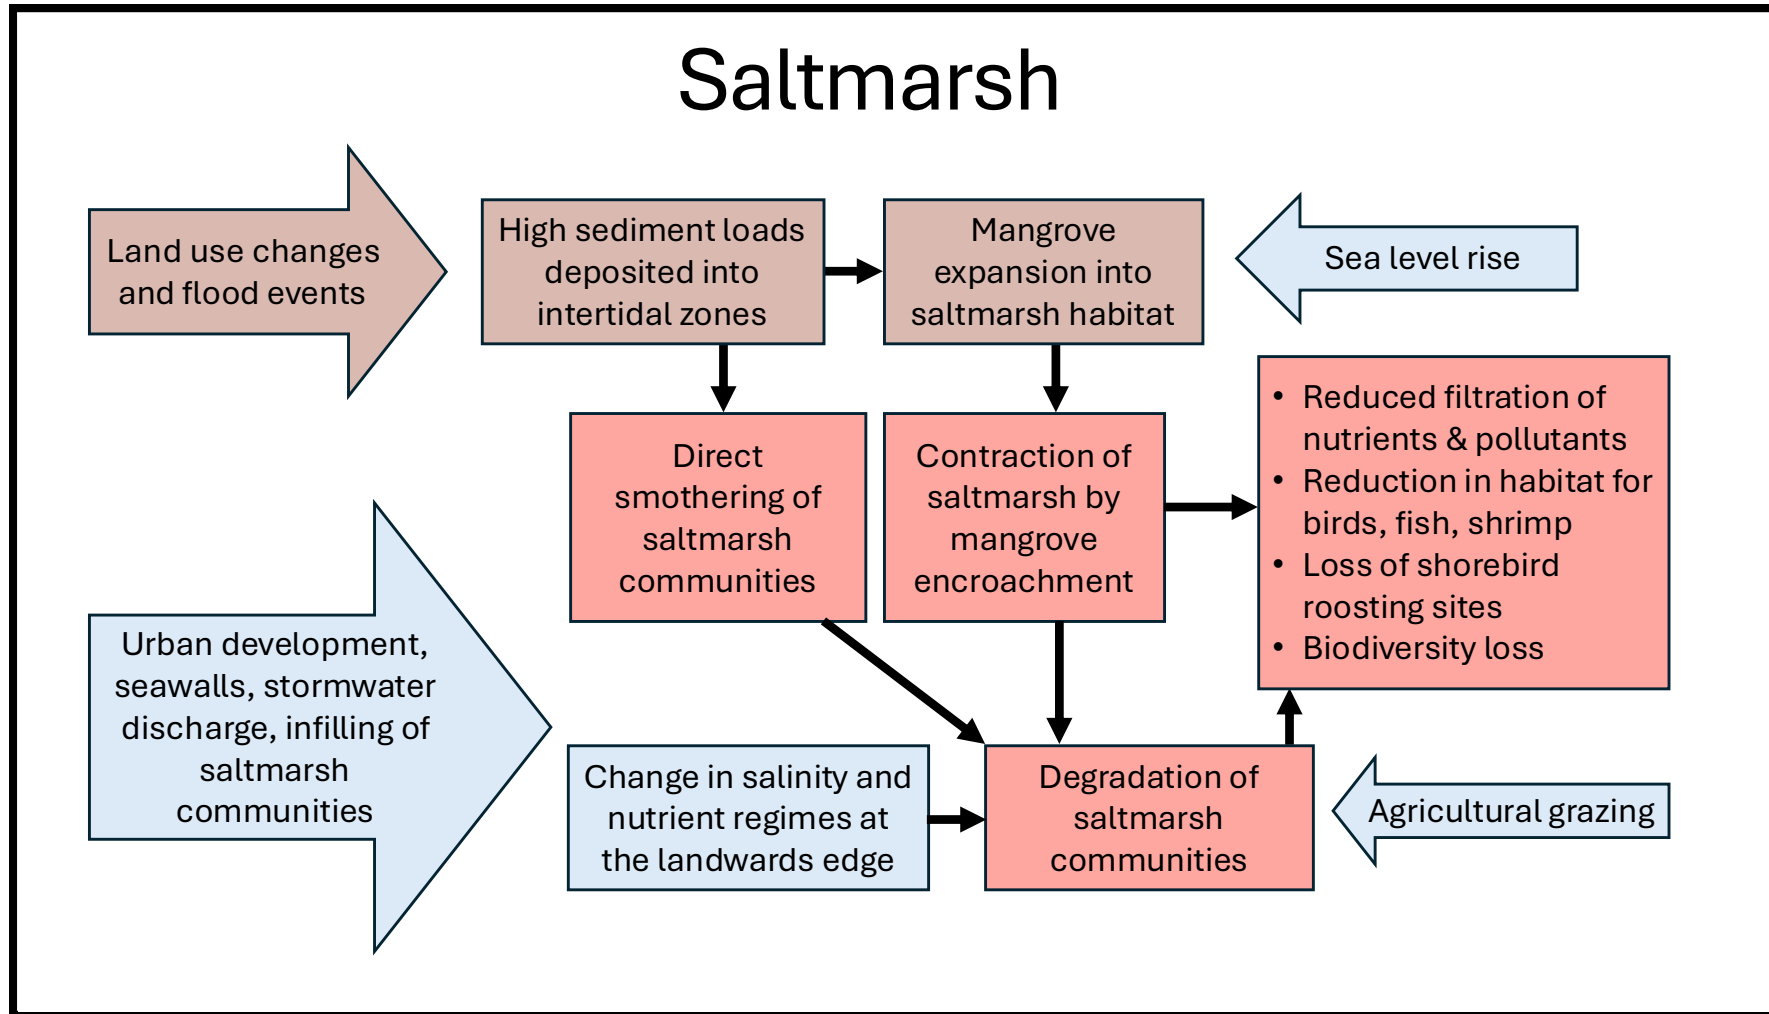 Saltmarsh
Land use changes
and flood events
High sediment loads
deposited into
intertidal zones
Mangrove
expansion into
saltmarsh habitat
Sea level rise
Direct
smothering of
saltmarsh
communities
Contraction of
saltmarsh by
mangrove
encroachment
• Reduced filtration of
nutrients & pollutants
• Reduction in habitat for
birds, fish, shrimp
• Loss of shorebird
roosting sites
• Biodiversity loss
Urban development,
seawalls, stormwater
discharge, infilling of
saltmarsh
communities
Change in salinity and
nutrient regimes at
the landwards edge
Degradation of
saltmarsh
communities
Agricultural grazing